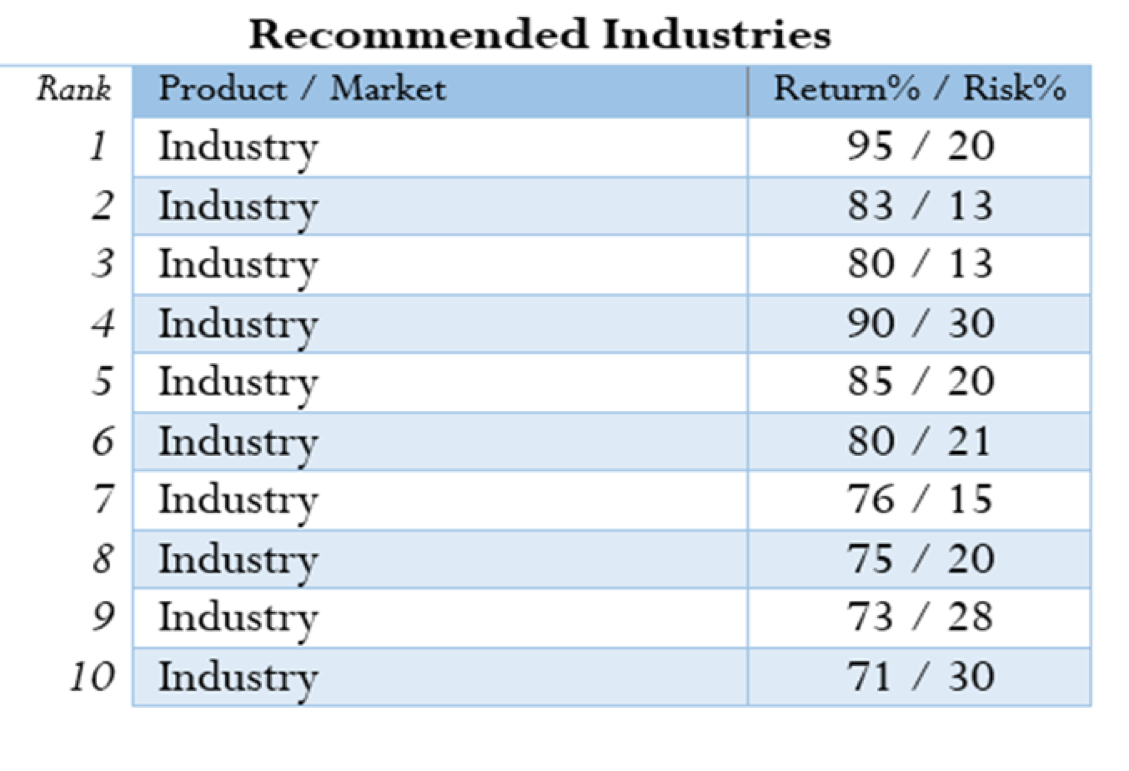 Recommended Industries
Rank Product / Market Return% / Risk%
1 Industry 95 / 20
2 Industry 83 / 13
3 Industry 80 / 13
4 Industry 90 / 30
5 Industry 85 / 20
6 Industry 80 / 21
7 Industry 76 / 15
8 Industry 75 / 20
9 Industry 73 / 28
10 Industry 71 / 30